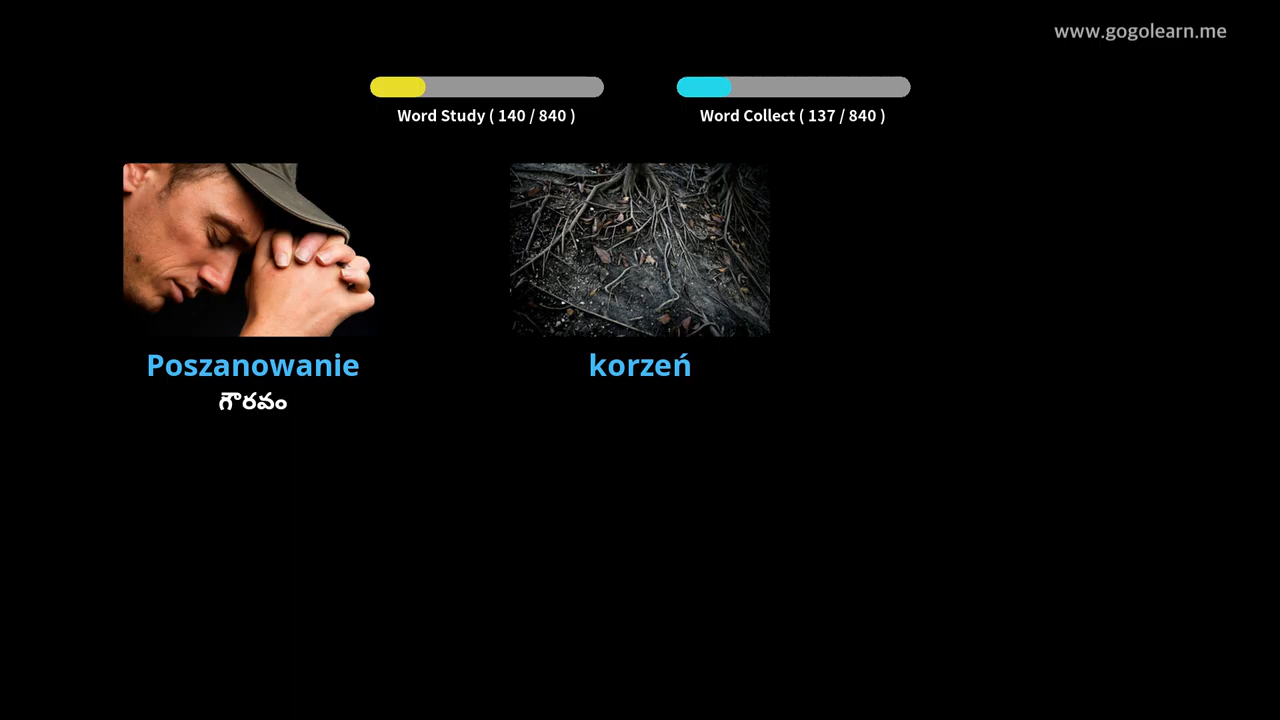 www.gogolearn.me
Word Study ( 140 / 840 )
Word Collect ( 137 / 840 )
Poszanowanie
గౌరవం
korzeń